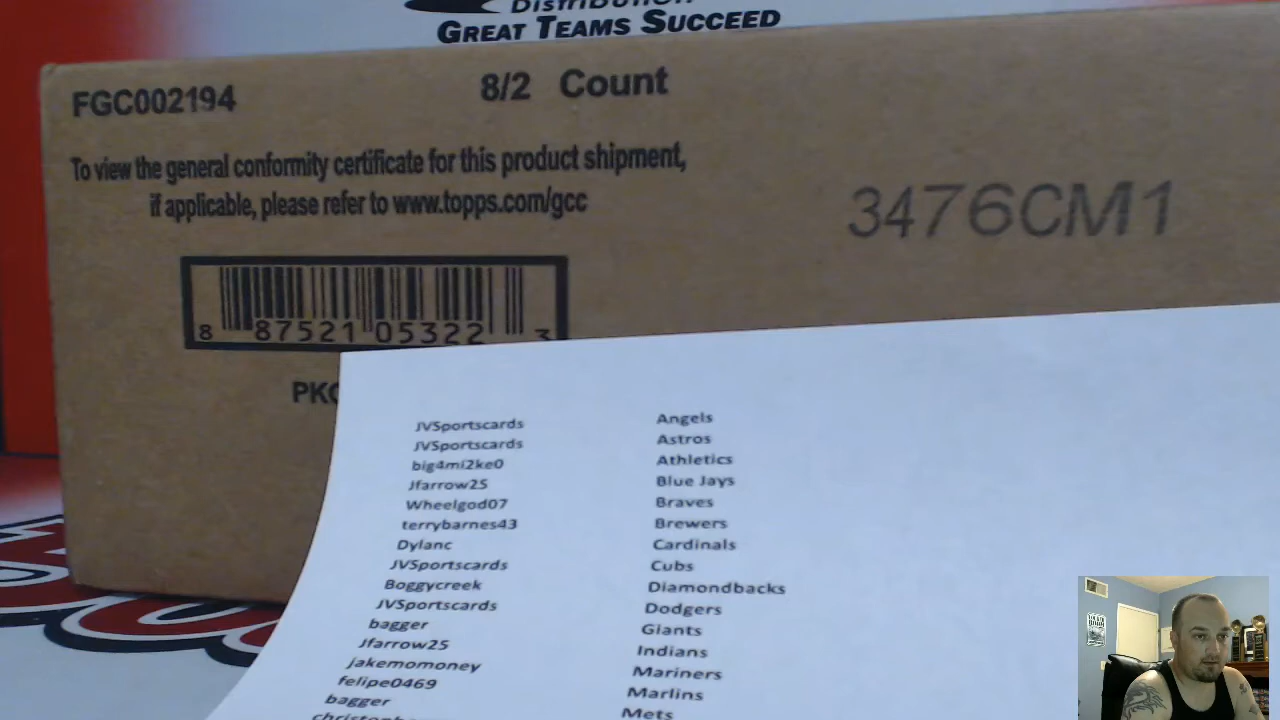 Distribution
GREAT TEAMS SUCCEED
FGC002194
8/2 Count
To view the general conformity certificate for this product shipment,
if applicable, please refer to www.topps.com/gcc
3476CM1
8 87521 05322 3
JVSportscards Angels
JVSportscards Astros
big4mi2ke0 Athletics
Jfarrow25 Blue Jays
Wheelgod07 Braves
terrybarnes43 Brewers
Dylanc Cardinals
JVSportscards Cubs
Boggycreek Diamondbacks
JVSportscards Dodgers
bagger Giants
Jfarrow25 Indians
jakemomoney Mariners
felipe0469 Marlins
bagger Mets